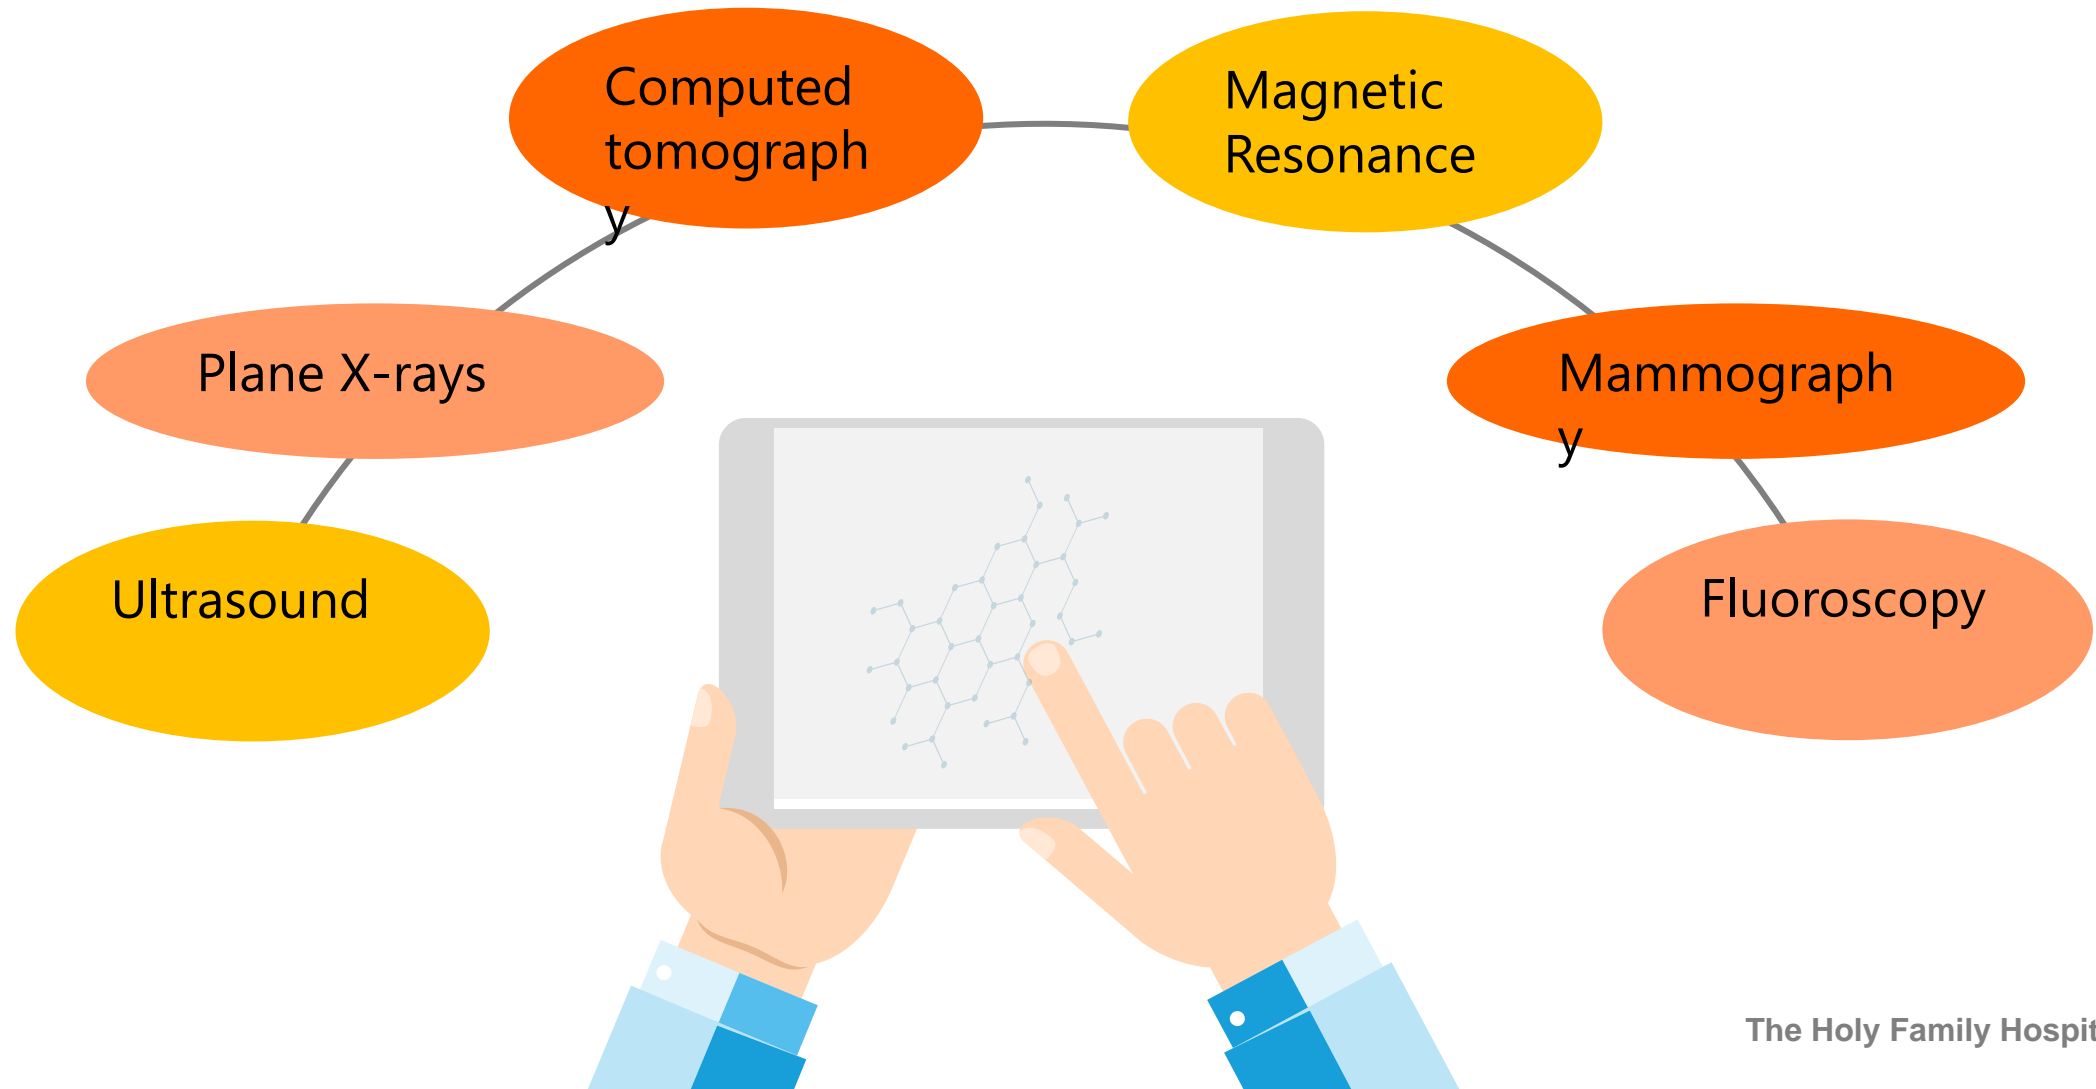 Computed
tomograph
y
Magnetic
Resonance
Plane X-rays
Mammograph
y
Ultrasound
Fluoroscopy
The Holy Family Hospit